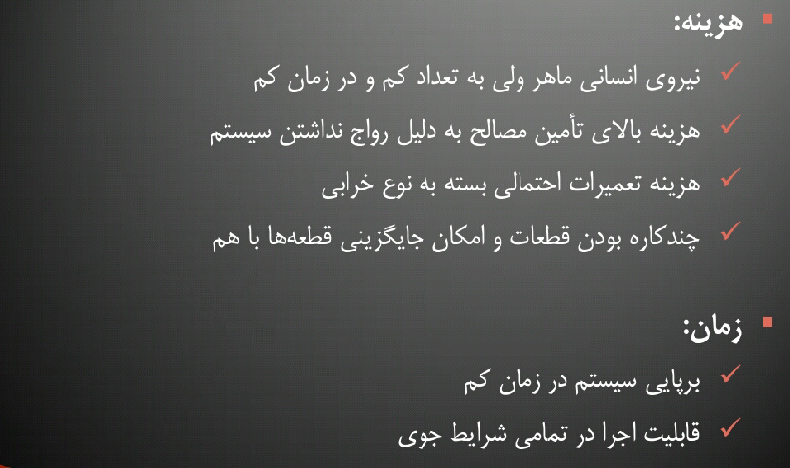 ▪ هزینه:
✓ نیروی انسانی ماهر ولی به تعداد کم و در زمان کم
✓ هزینه بالای تأمین مصالح به دلیل رواج نداشتن سیستم
✓ هزینه تعمیرات احتمالی بسته به نوع خرابی
✓ چندکاره بودن قطعات و امکان جایگزینی قطعه‌ها با هم
▪ زمان:
✓ برپایی سیستم در زمان کم
✓ قابلیت اجرا در تمامی شرایط جوی